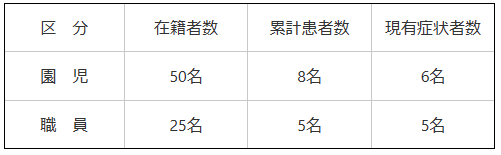 区　分 在籍者数 累計患者数 現有症状者数
園　児 50名 8名 6名
職　員 25名 5名 5名